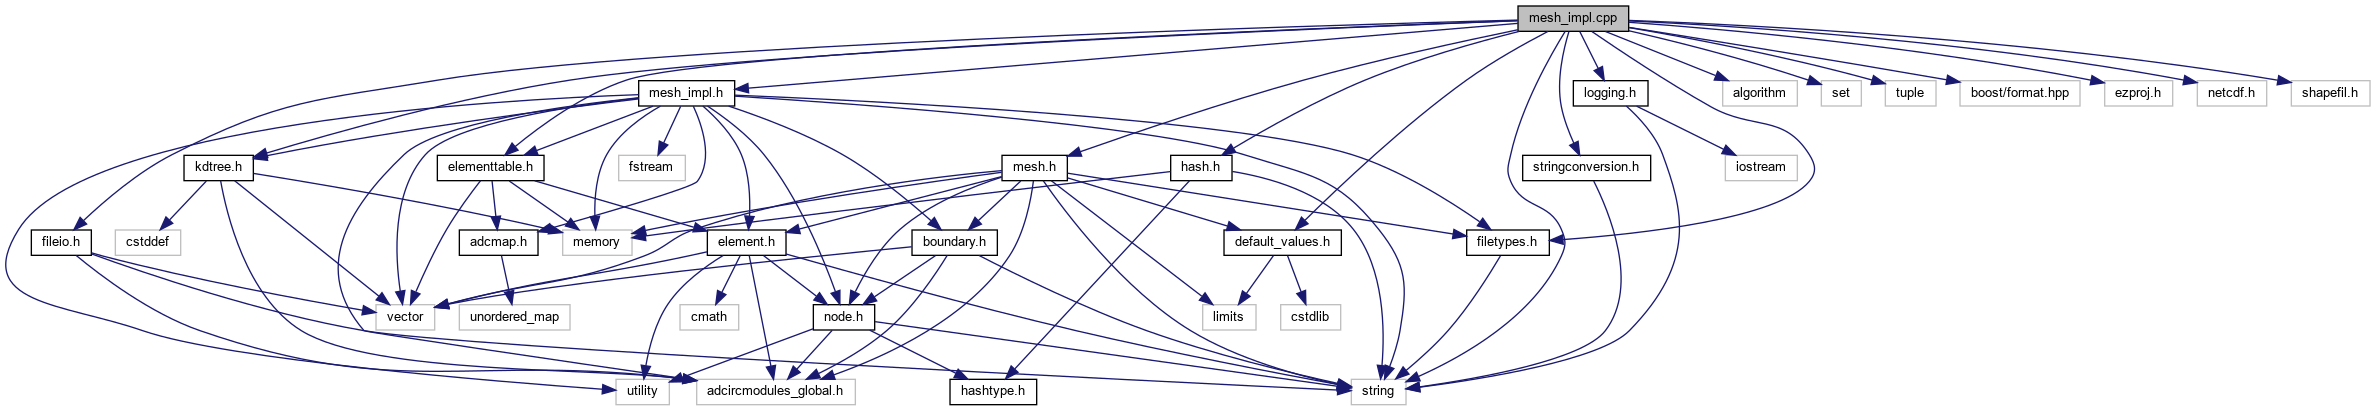 mesh_impl.cpp
mesh_impl.h
logging.h
algorithm
set
tuple
boost/format.hpp
ezproj.h
netcdf.h
shapefil.h
kdtree.h
elementtable.h
fstream
mesh.h
hash.h
stringconversion.h
iostream
fileio.h
cstddef
adcmap.h
memory
element.h
boundary.h
default_values.h
filetypes.h
vector
unordered_map
cmath
node.h
limits
cstdlib
utility
adcircmodules_global.h
hashtype.h
string